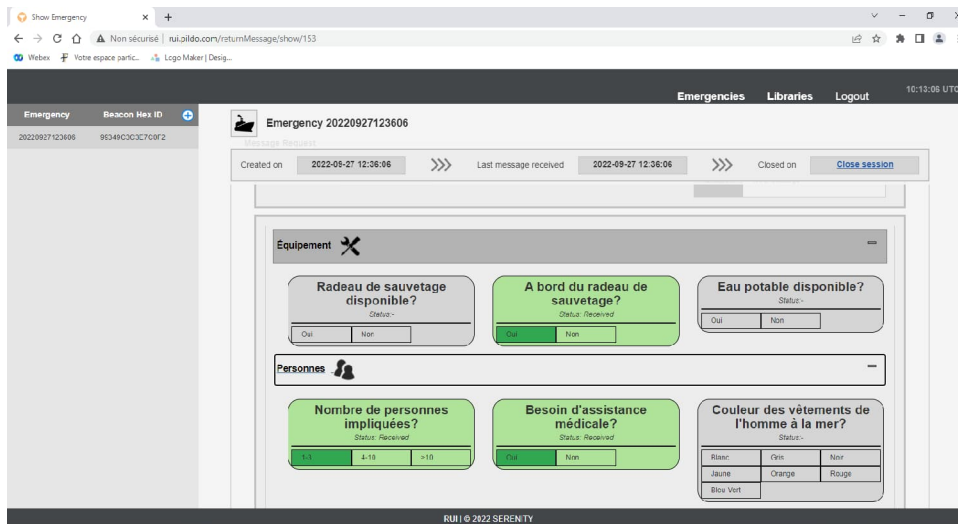 Show Emergency
Non sécurisé | rui.pildo.com/returnMessage/show/153
Webex Votre espace partic... Logo Maker | Desig...
Emergencies Libraries Logout 10:13:06 UTC
Emergency Beacon Hex ID
20220927123606
Emergency 20220927123606
Message Request
Created on 2022-09-27 12:36:06 Last message received 2022-09-27 12:36:06 Closed on Close session
Équipement
Radeau de sauvetage disponible?
Status:-
Oui Non
A bord du radeau de sauvetage?
Status: Received
Oui Non
Eau potable disponible?
Status:-
Oui Non
Personnes
Nombre de personnes impliquées?
Status: Received
1-3 4-10 >10
Besoin d'assistance médicale?
Status: Received
Oui Non
Couleur des vêtements de l'homme à la mer?
Status:-
Blanc Gris Noir
Jaune Orange Rouge
Bleu Vert
RUI | © 2022 SERENITY